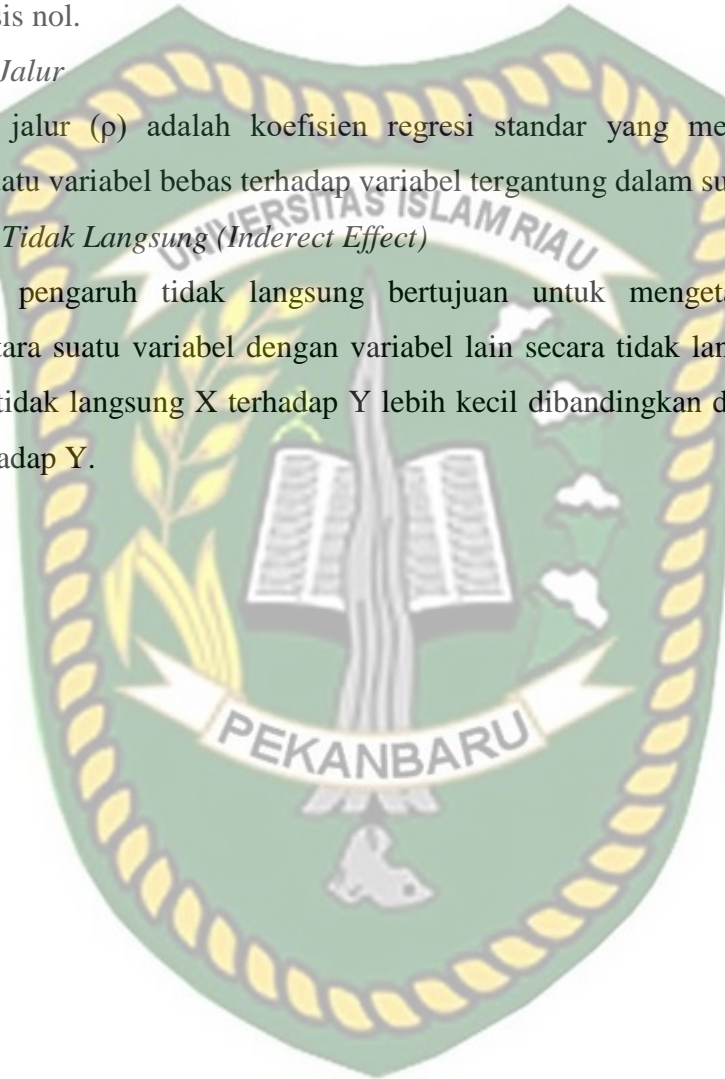 sis nol.
Jalur
jalur (ρ) adalah koefisien regresi standar yang me
atu variabel bebas terhadap variabel tergantung dalam su
UNIVERSITAS ISLAM RIAU
Tidak Langsung (Inderect Effect)
pengaruh tidak langsung bertujuan untuk menget
tara suatu variabel dengan variabel lain secara tidak lan
tidak langsung X terhadap Y lebih kecil dibandingkan d
adap Y.
PEKANBARU